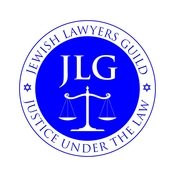 JEWISH LAWYERS GUILD
JLG
JUSTICE UNDER THE LAW